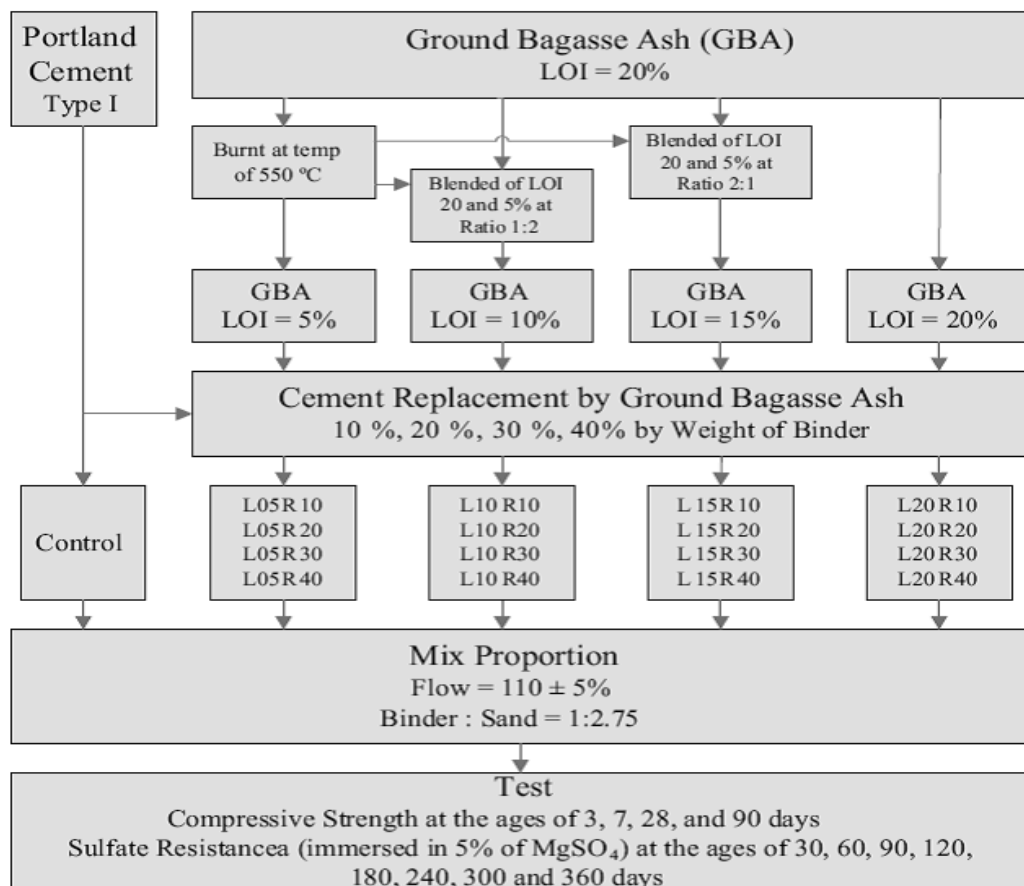 Portland
Cement
Type I
Ground Bagasse Ash (GBA)
LOI = 20%
Burnt at temp
of 550 ºC
Blended of LOI
20 and 5% at
Ratio 1:2
Blended of LOI
20 and 5% at
Ratio 2:1
GBA
LOI = 5%
GBA
LOI = 10%
GBA
LOI = 15%
GBA
LOI = 20%
Cement Replacement by Ground Bagasse Ash
10 %, 20 %, 30 %, 40% by Weight of Binder
Control
L05R10
L05R20
L05R30
L05R40
L10R10
L10R20
L10R30
L10R40
L15R10
L15R20
L15R30
L15R40
L20R10
L20R20
L20R30
L20R40
Mix Proportion
Flow = 110 ± 5%
Binder : Sand = 1:2.75
Test
Compressive Strength at the ages of 3, 7, 28, and 90 days
Sulfate Resistancea (immersed in 5% of MgSO₄) at the ages of 30, 60, 90, 120,
180, 240, 300 and 360 days